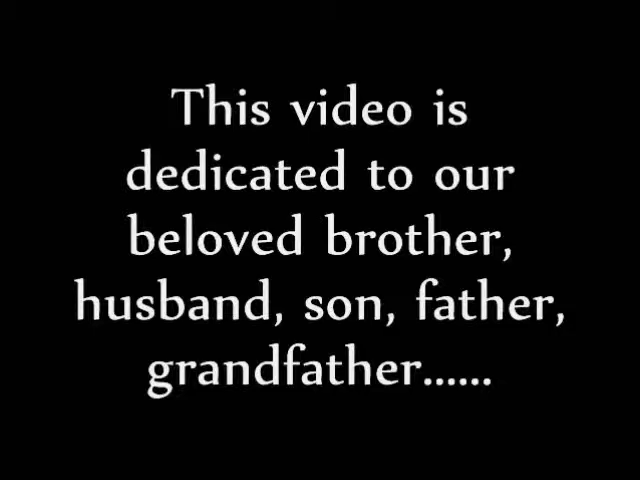 This video is
dedicated to our
beloved brother,
husband, son, father,
grandfather......